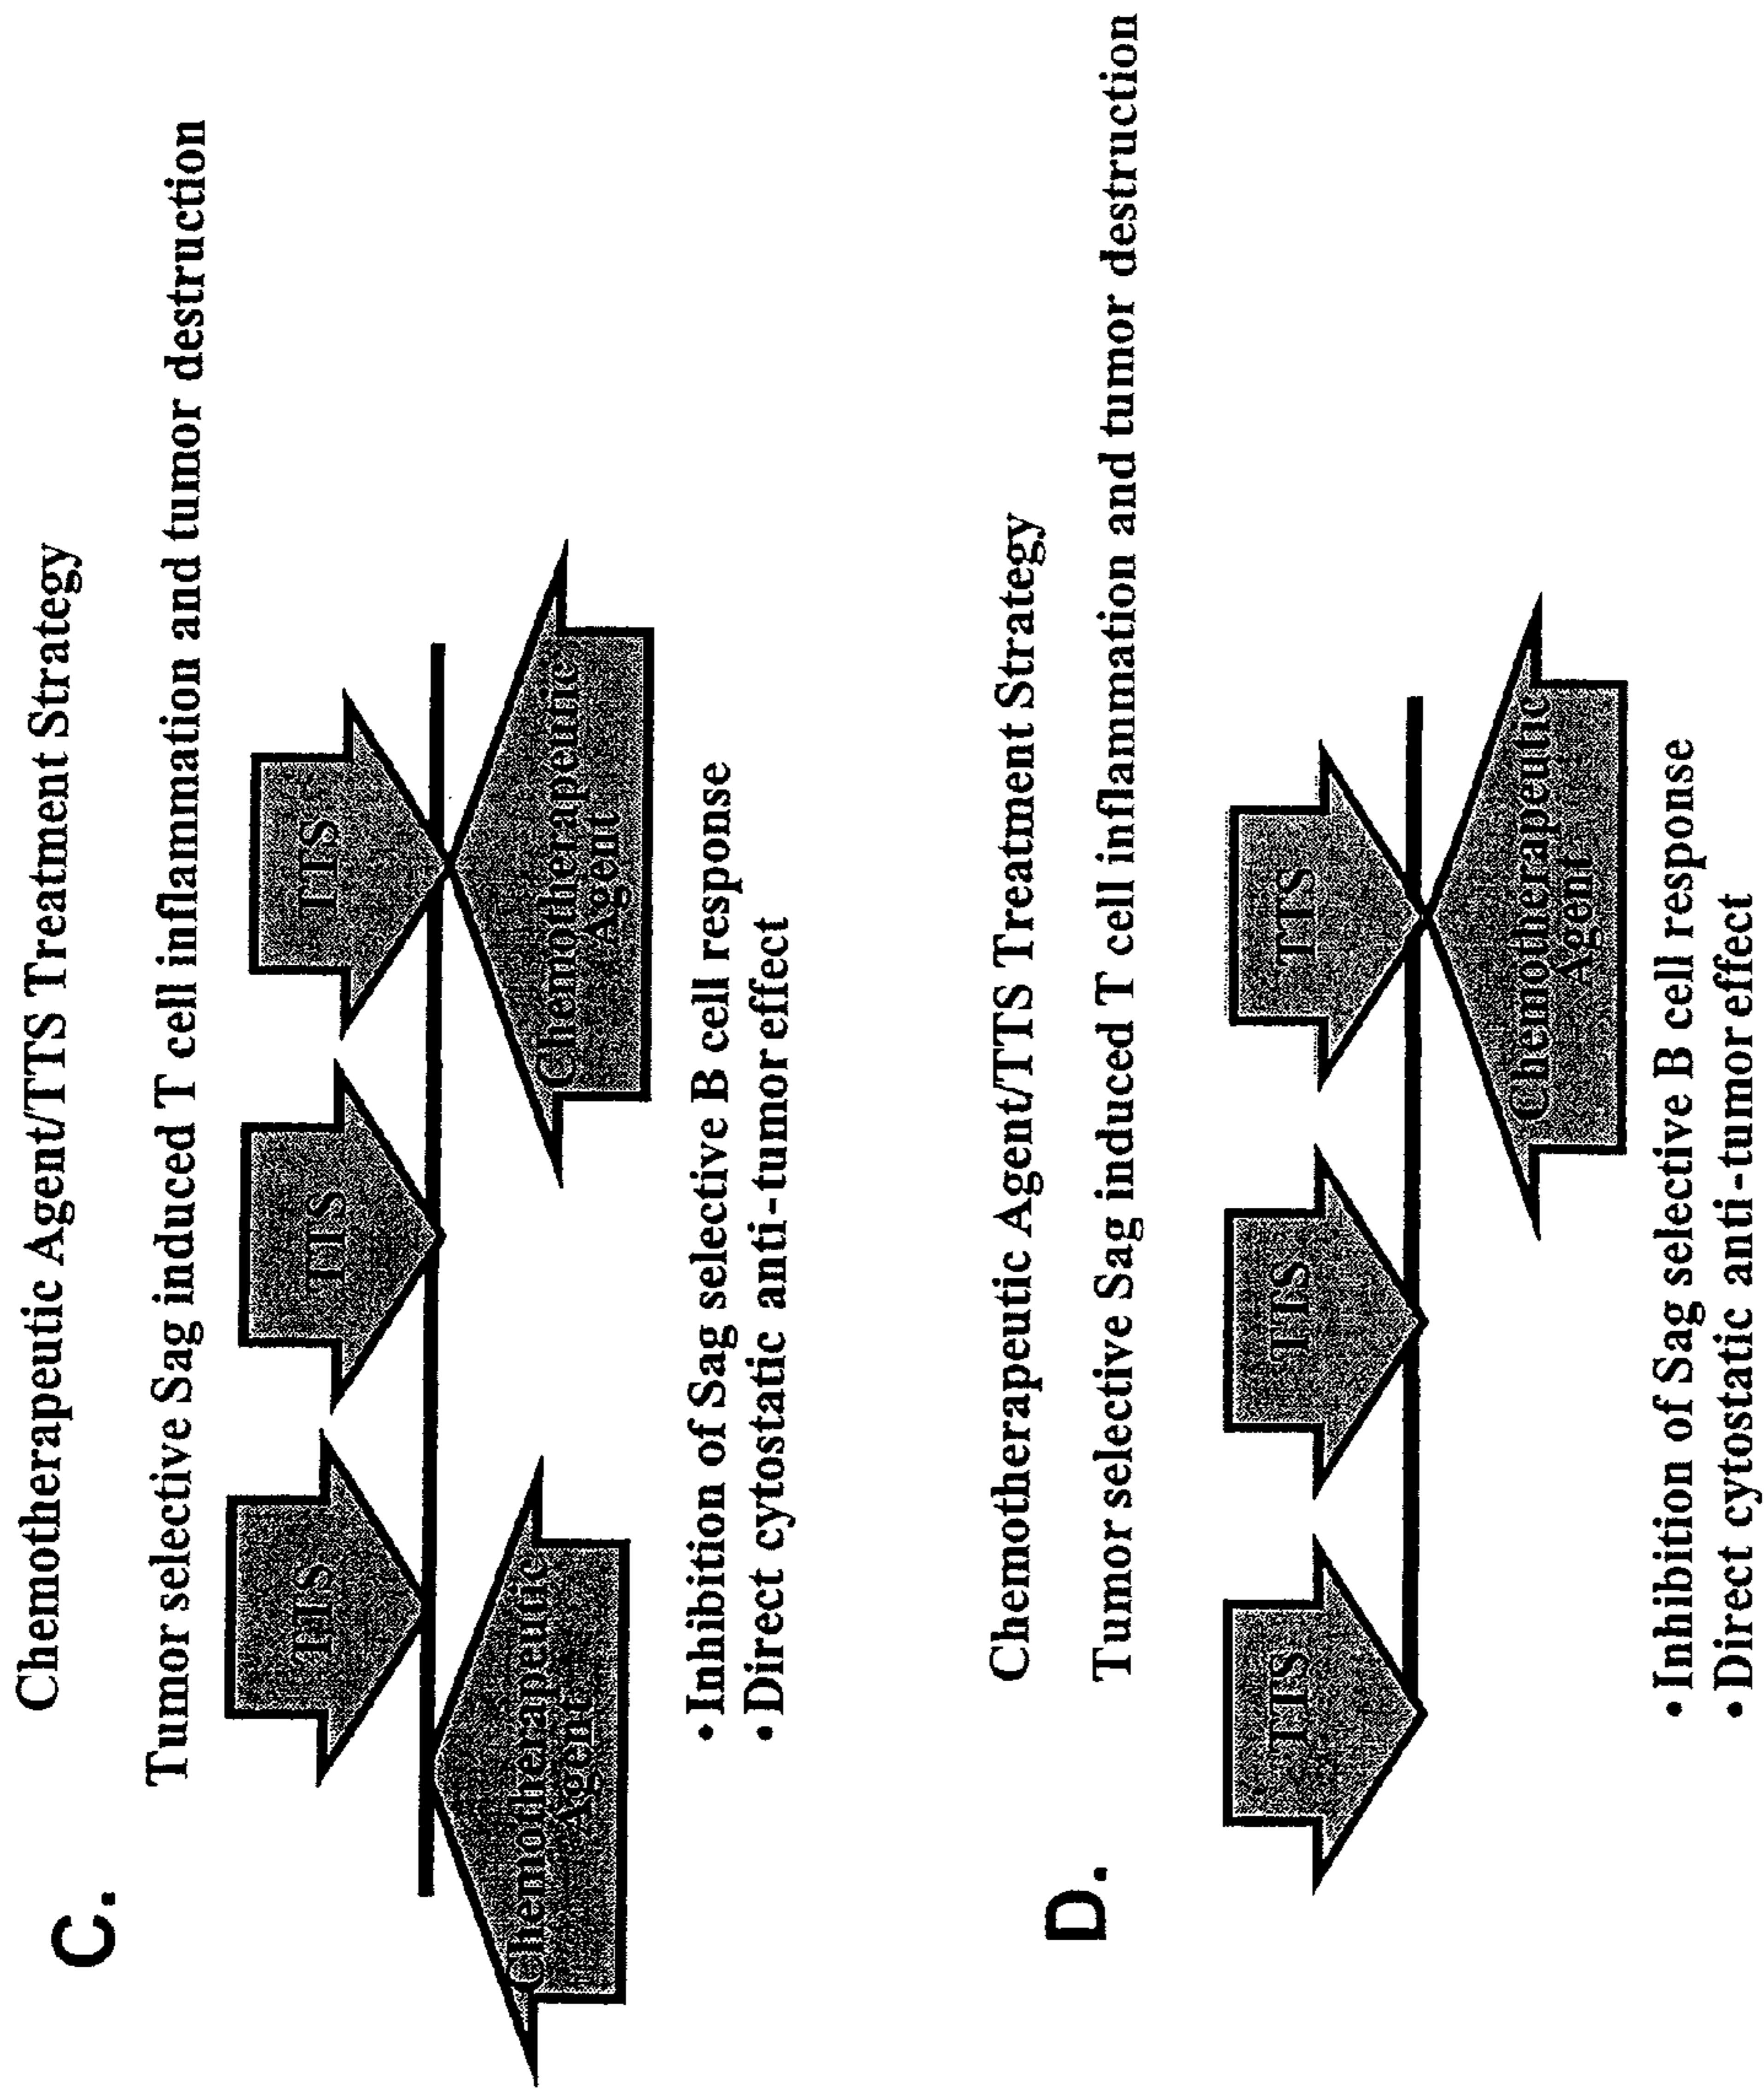 C.
Chemotherapeutic Agent/TTS Treatment Strategy
Tumor selective Sag induced T cell inflammation and tumor destruction
TTS
TTS
TTS
Chemotherapeutic
Agent
Chemotherapeutic
Agent
• Inhibition of Sag selective B cell response
• Direct cytostatic anti-tumor effect
D.
Chemotherapeutic Agent/TTS Treatment Strategy
Tumor selective Sag induced T cell inflammation and tumor destruction
TTS
TTS
TTS
Chemotherapeutic
Agent
• Inhibition of Sag selective B cell response
• Direct cytostatic anti-tumor effect